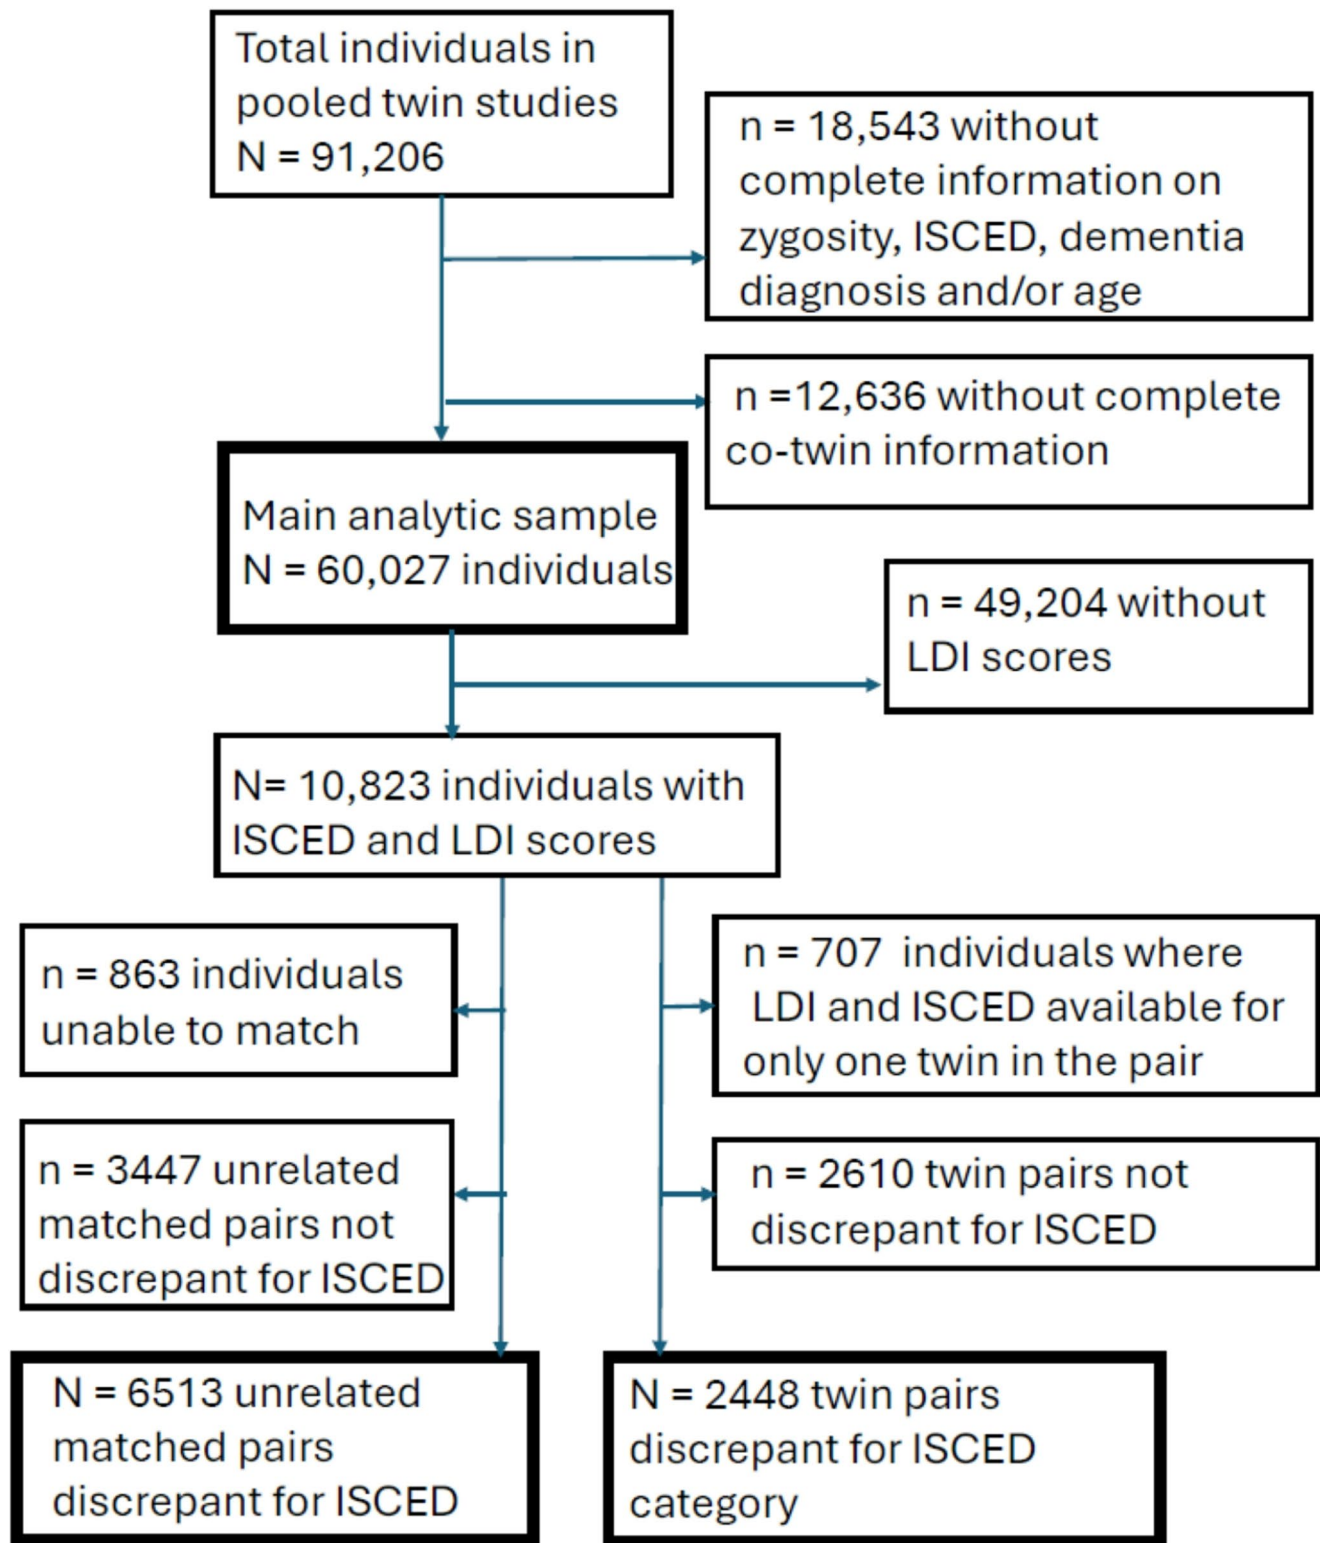 Total individuals in
pooled twin studies
N = 91,206
n = 18,543 without
complete information on
zygosity, ISCED, dementia
diagnosis and/or age
n =12,636 without complete
co-twin information
Main analytic sample
N = 60,027 individuals
n = 49,204 without
LDI scores
N= 10,823 individuals with
ISCED and LDI scores
n = 863 individuals
unable to match
n = 707 individuals where
LDI and ISCED available for
only one twin in the pair
n = 3447 unrelated
matched pairs not
discrepant for ISCED
n = 2610 twin pairs not
discrepant for ISCED
N = 6513 unrelated
matched pairs
discrepant for ISCED
N = 2448 twin pairs
discrepant for ISCED
category